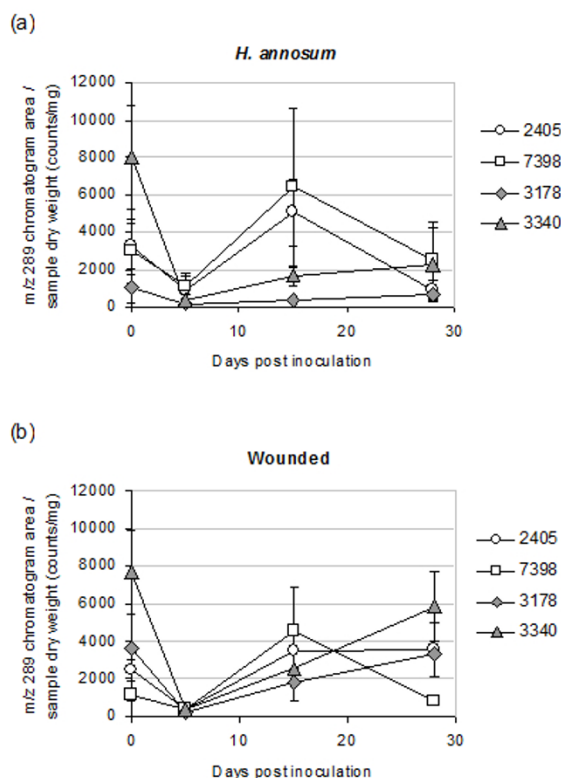 (a)
H. annosum
m/z 289 chromatogram area /
sample dry weight (counts/mg)
12000
10000
8000
6000
4000
2000
0
0 10 20 30
Days post inoculation
2405
7398
3178
3340
(b)
Wounded
m/z 289 chromatogram area /
sample dry weight (counts/mg)
12000
10000
8000
6000
4000
2000
0
0 10 20 30
Days post inoculation
2405
7398
3178
3340